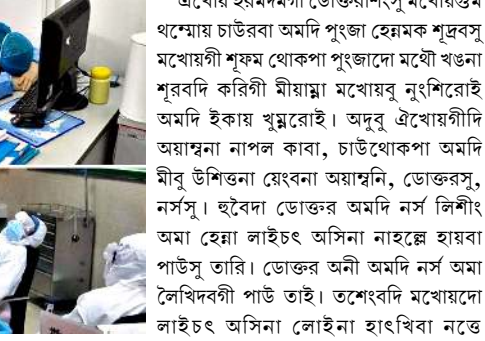 থম্মোয় চাউরবা অমদি পুংজা হেন্নমক শূদ্রবসু
মখোয়গী শূফম থোকপা পুংজাদো মথৌ খঙনা
শূরবদি করিগী মীয়াম্না মখোয়বু নুংশিরোই
অমদি ইকায় খুম্নরোই। অদুবু ঐখোয়গীদি
অয়াম্বনা নাপল কাবা, চাউথোকপা অমদি
মীবু উশিত্তনা য়েংবনা অয়াম্বনি, ডোক্তরসু,
নর্সসু। হুবৈদা ডোক্তর অমদি নর্স লিশীং
অমা হেন্না লাইচৎ অসিনা নাহল্লে হায়বা
পাউসু তারি। ডোক্তর অনী অমদি নর্স অমা
লৈখিদবগী পাউ তাই। তশেংবদি মখোয়দো
লাইচৎ অসিনা লোইনা হাৎখিবা নত্তে